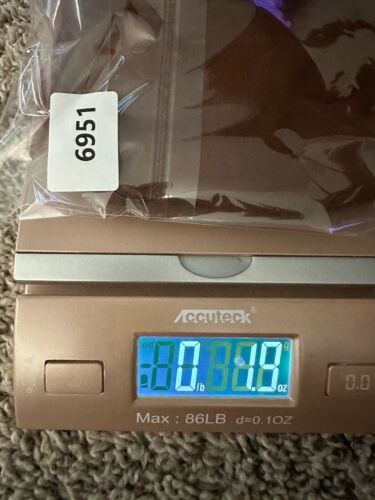 6951
Accuteck®
0 lb 1.8 oz
0.0
Max : 86LB d=0.1OZ